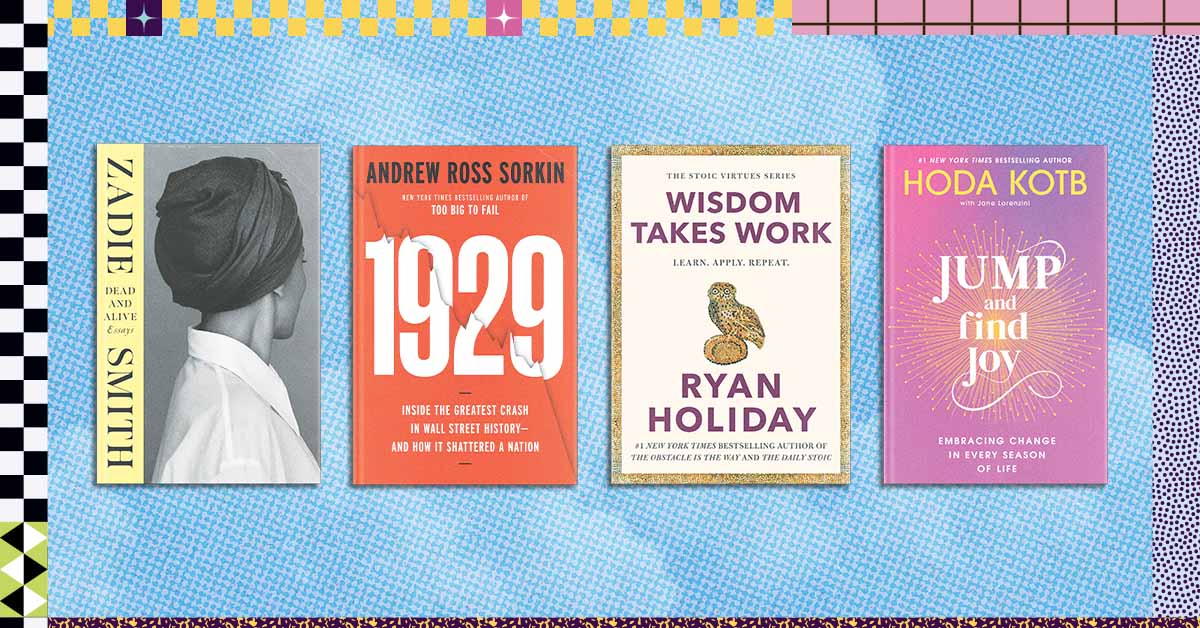 ZADIE SMITH
DEAD
AND
ALIVE
Essays
ANDREW ROSS SORKIN
NEW YORK TIMES BESTSELLING AUTHOR OF
TOO BIG TO FAIL
1929
INSIDE THE GREATEST CRASH
IN WALL STREET HISTORY—
AND HOW IT SHATTERED A NATION
THE STOIC VIRTUES SERIES
WISDOM
TAKES WORK
LEARN. APPLY. REPEAT.
RYAN
HOLIDAY
#1 NEW YORK TIMES BESTSELLING AUTHOR OF
THE OBSTACLE IS THE WAY AND THE DAILY STOIC
#1 NEW YORK TIMES BESTSELLING AUTHOR
HODA KOTB
with Jane Lorenzini
JUMP
and
find
Joy
EMBRACING CHANGE
IN EVERY SEASON
OF LIFE